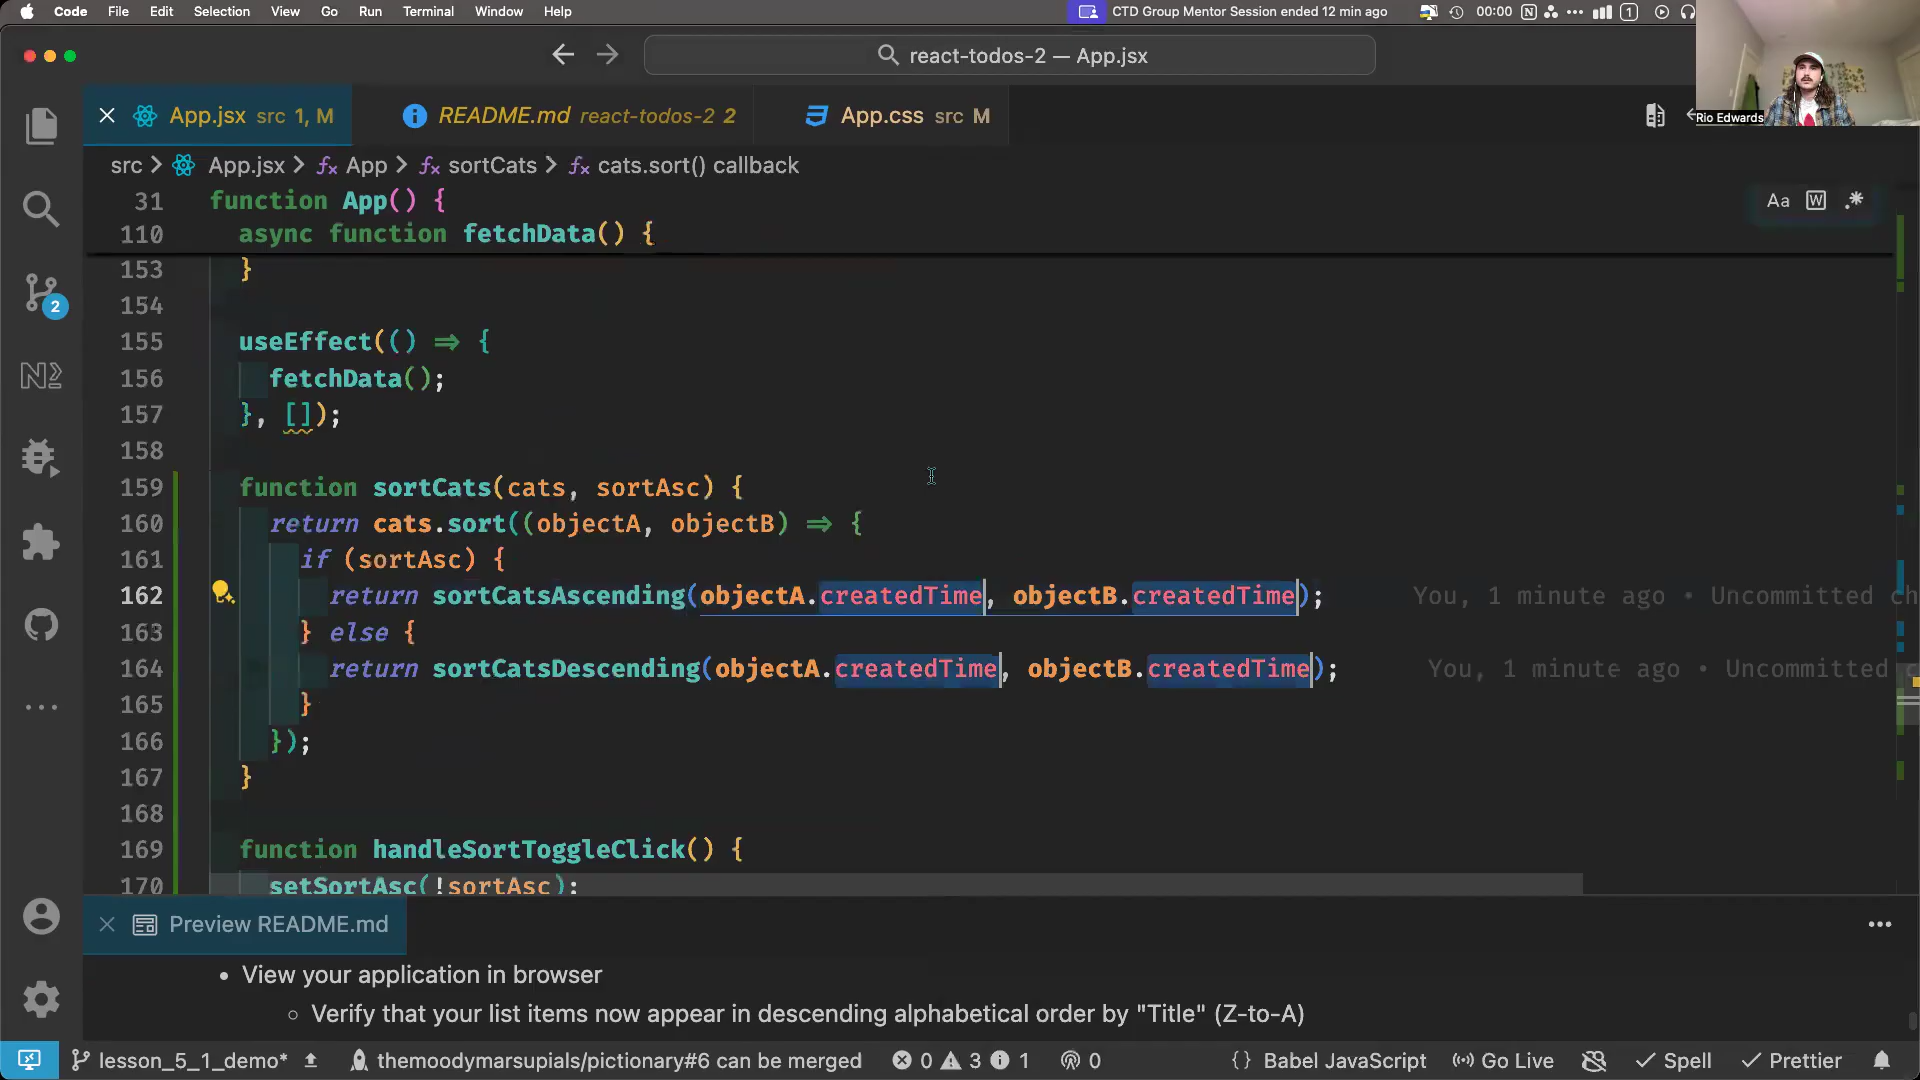 Code File Edit Selection View Go Run Terminal Window Help CTD Group Mentor Session ended 12 min ago 00:00 1
react-todos-2 — App.jsx
App.jsx src 1, M README.md react-todos-2 2 App.css src M
Rio Edwards
src App.jsx App sortCats cats.sort() callback
31 function App() {
Aa W
110 async function fetchData() {
153 }
154
155 useEffect(() => {
156 fetchData();
157 }, []);
158
159 function sortCats(cats, sortAsc) {
160 return cats.sort((objectA, objectB) => {
161 if (sortAsc) {
162 return sortCatsAscending(objectA.createdTime, objectB.createdTime); You, 1 minute ago • Uncommitted ch
163 } else {
164 return sortCatsDescending(objectA.createdTime, objectB.createdTime); You, 1 minute ago • Uncommitted
165 }
166 });
167 }
168
169 function handleSortToggleClick() {
170 setSortAsc(!sortAsc);
2
Preview README.md
• View your application in browser
○ Verify that your list items now appear in descending alphabetical order by "Title" (Z-to-A)
lesson_5_1_demo* themoodymarsupials/pictionary#6 can be merged 0 3 1 0 {} Babel JavaScript Go Live Spell Prettier